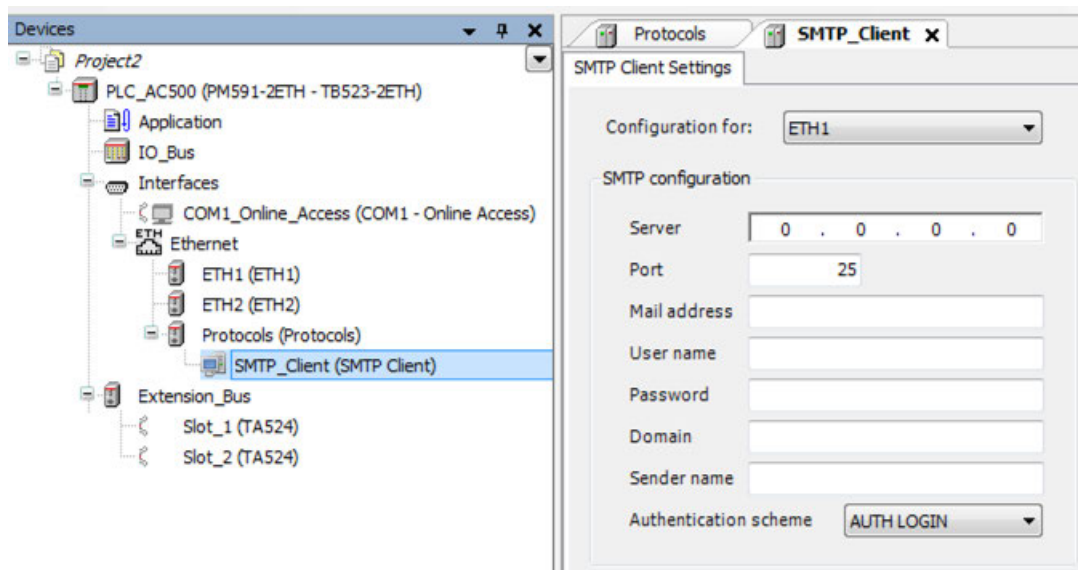 Devices
Project2
PLC_AC500 (PM591-2ETH - TB523-2ETH)
Application
IO_Bus
Interfaces
COM1_Online_Access (COM1 - Online Access)
ETH
Ethernet
ETH1 (ETH1)
ETH2 (ETH2)
Protocols (Protocols)
SMTP_Client (SMTP Client)
Extension_Bus
Slot_1 (TA524)
Slot_2 (TA524)
Protocols SMTP_Client X
SMTP Client Settings
Configuration for: ETH1
SMTP configuration
Server 0 . 0 . 0 . 0
Port 25
Mail address
User name
Password
Domain
Sender name
Authentication scheme AUTH LOGIN